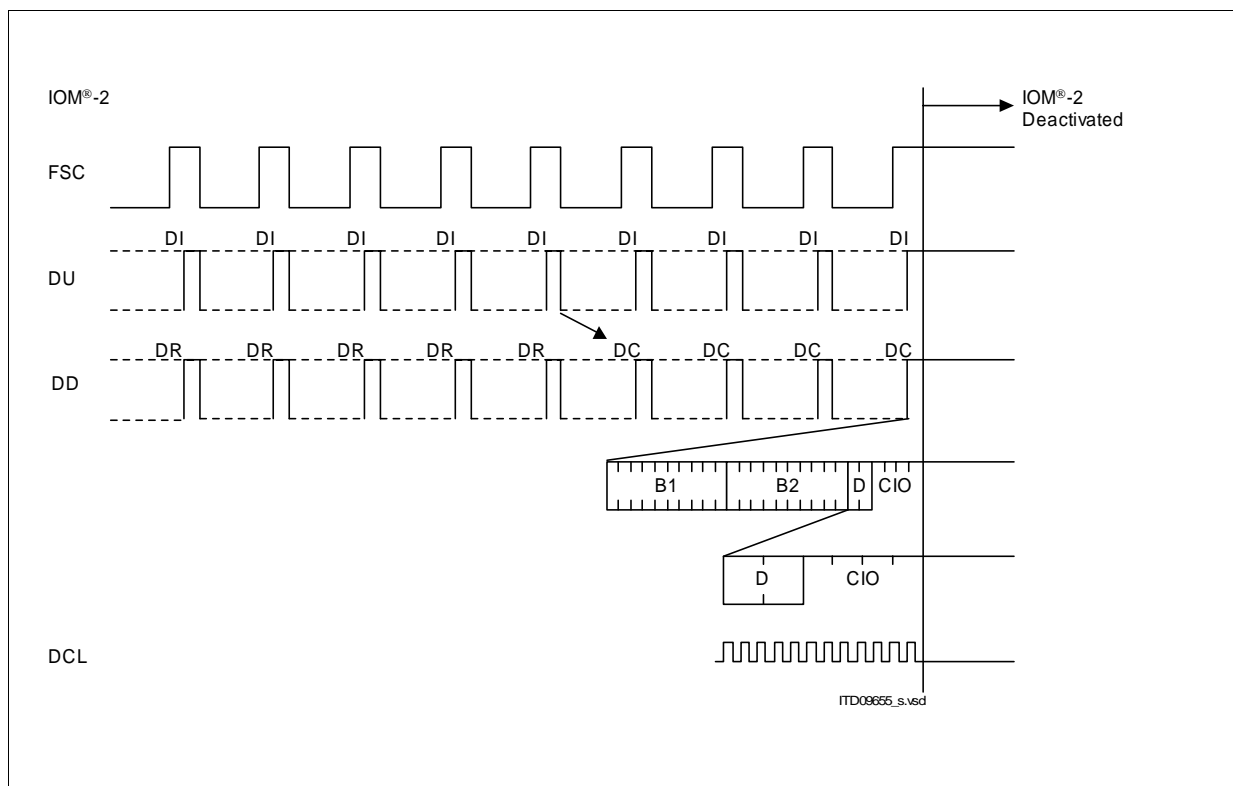 IOM®-2
IOM®-2
Deactivated
FSC
DI DI DI DI DI DI DI DI DI
DU
DR DR DR DR DR DC DC DC DC
DD
B1 B2 D CIO
D CIO
DCL
ITD09655_s.vsd